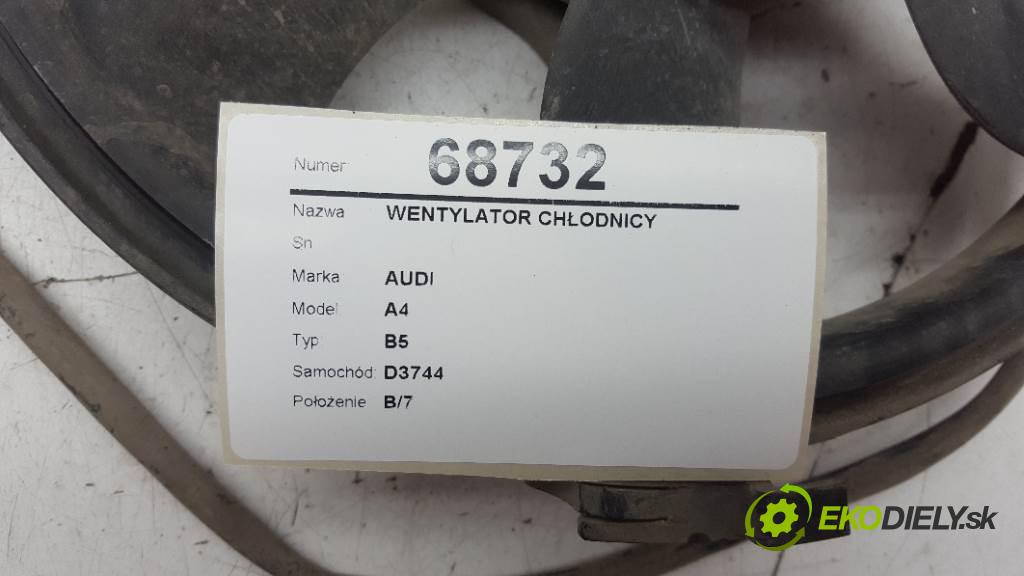 Numer 68732
Nazwa WENTYLATOR CHŁODNICY
Sn
Marka AUDI
Model A4
Typ B5
Samochód: D3744
Położenie B/7
EKODIELY.sk